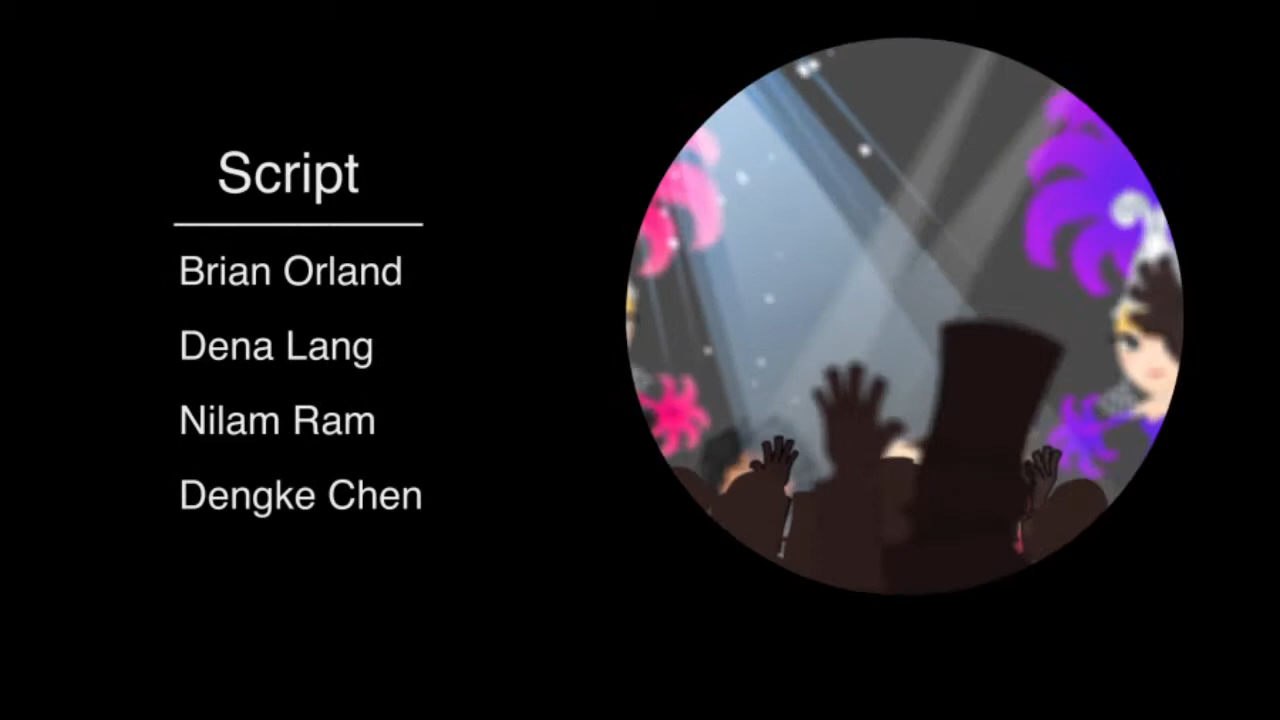 Script
Brian Orland
Dena Lang
Nilam Ram
Dengke Chen